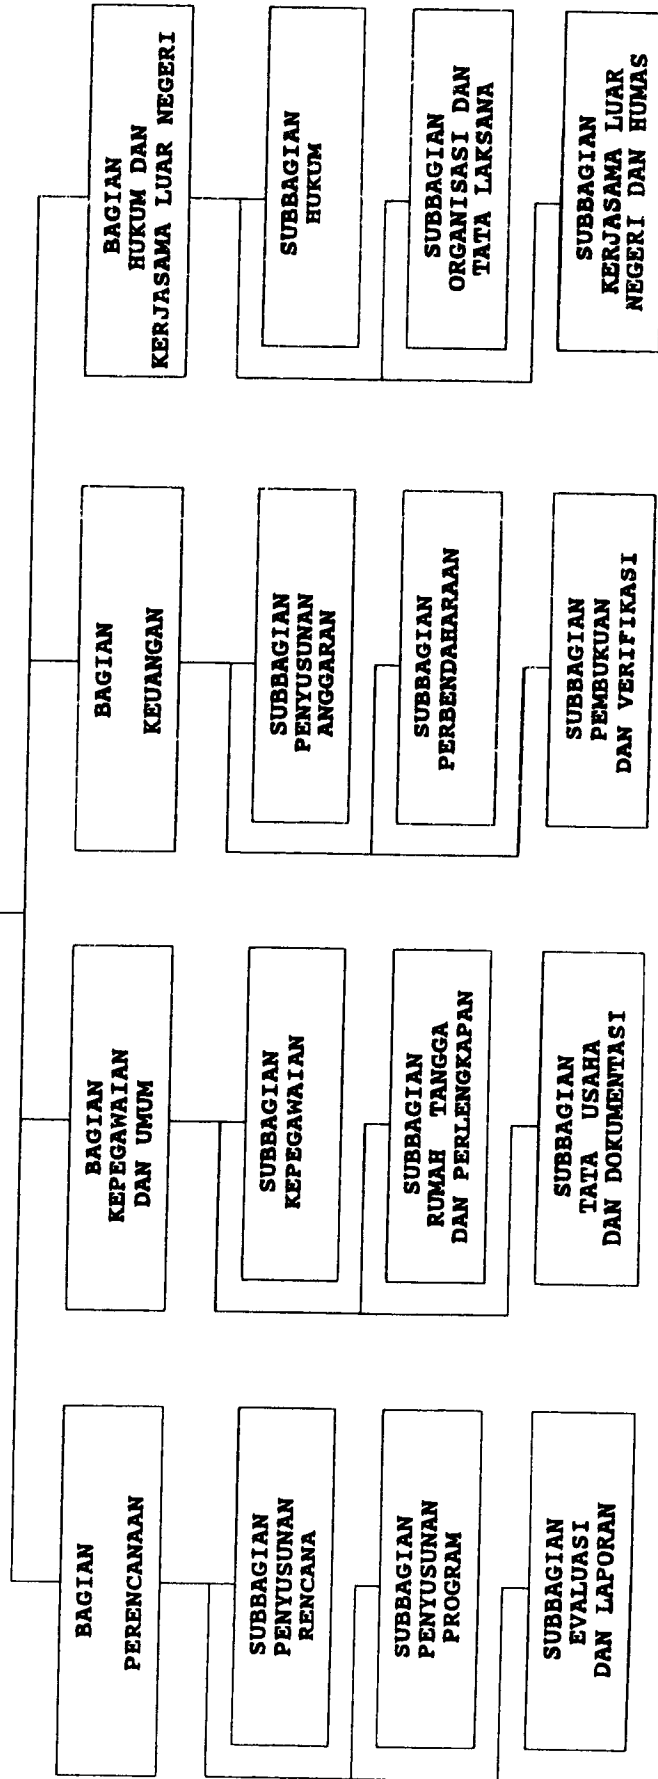 BAGIAN
PERENCANAAN
SUBBAGIAN
PENYUSUNAN
RENCANA
SUBBAGIAN
PENYUSUNAN
PROGRAM
SUBBAGIAN
EVALUASI
DAN LAPORAN
BAGIAN
KEPEGAWAIAN
DAN UMUM
SUBBAGIAN
KEPEGAWAIAN
SUBBAGIAN
RUMAH TANGGA
DAN PERLENGKAPAN
SUBBAGIAN
TATA USAHA
DAN DOKUMENTASI
BAGIAN
KEUANGAN
SUBBAGIAN
PENYUSUNAN
ANGGARAN
SUBBAGIAN
PERBENDAHARAAN
SUBBAGIAN
PEMBUKUAN
DAN VERIFIKASI
BAGIAN
HUKUM DAN
KERJASAMA LUAR NEGERI
SUBBAGIAN
HUKUM
SUBBAGIAN
ORGANISASI DAN
TATA LAKSANA
SUBBAGIAN
KERJASAMA LUAR
NEGERI DAN HUMAS